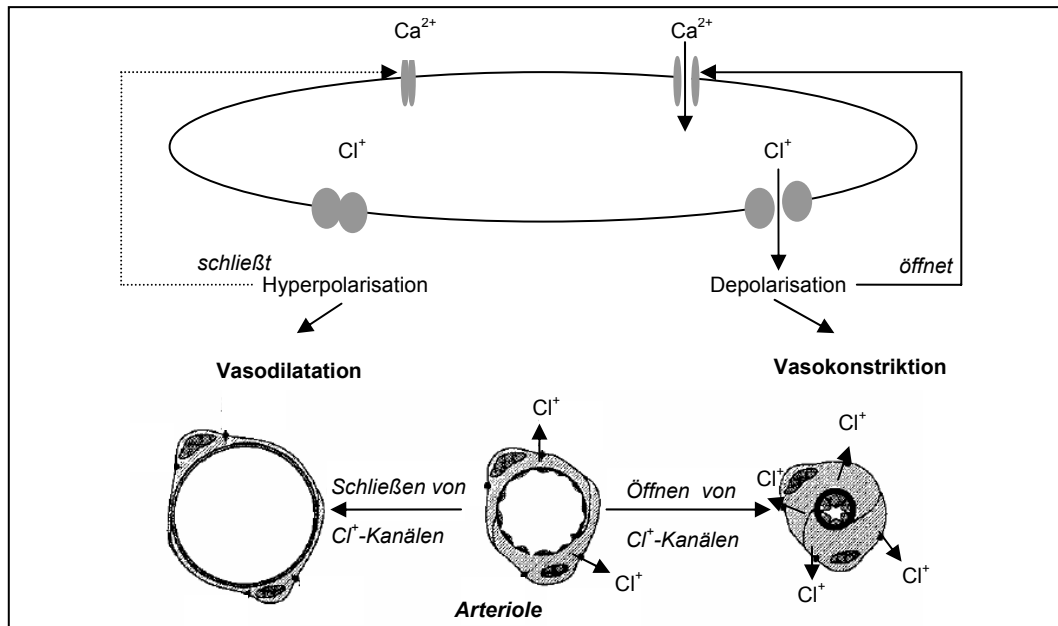 Ca²⁺ Ca²⁺
Cl⁺ Cl⁺
schließt öffnet
Hyperpolarisation Depolarisation
Vasodilatation Vasokonstriktion
Cl⁺ Cl⁺
Schließen von Öffnen von Cl⁺
Cl⁺-Kanälen Cl⁺-Kanälen
Cl⁺ Cl⁺ Cl⁺
Arteriole